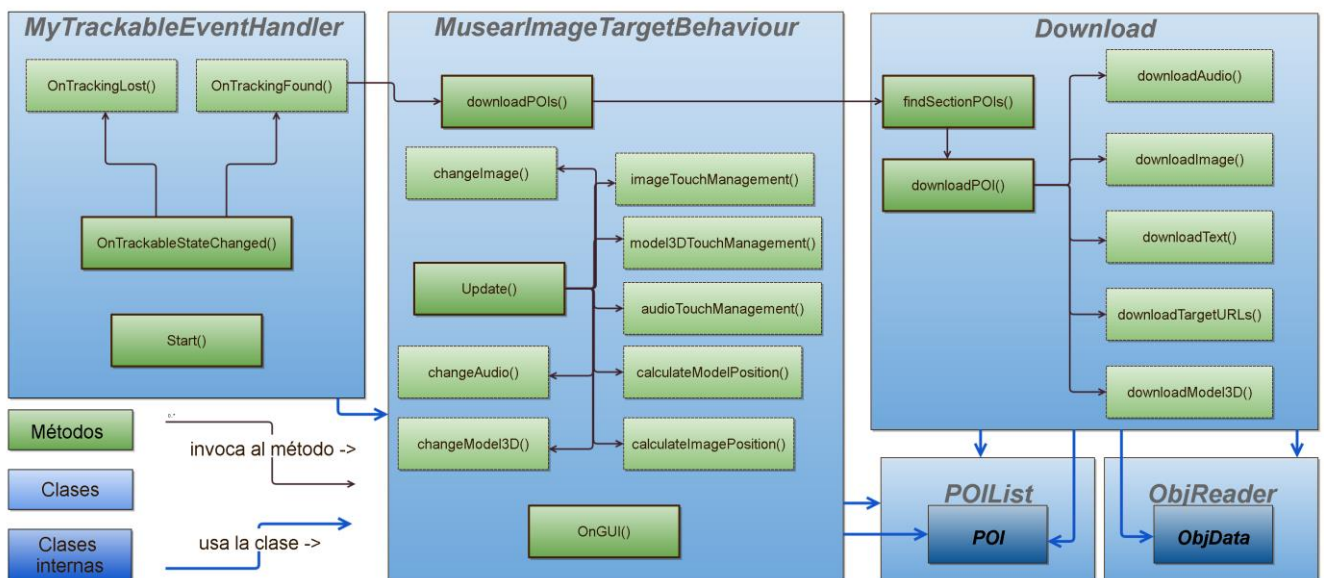 MyTrackableEventHandler
OnTrackingLost()
OnTrackingFound()
OnTrackableStateChanged()
Start()
MusearImageTargetBehaviour
downloadPOIs()
changeImage()
imageTouchManagement()
model3DTouchManagement()
Update()
audioTouchManagement()
changeAudio()
calculateModelPosition()
changeModel3D()
calculateImagePosition()
OnGUI()
Download
findSectionPOIs()
downloadPOI()
downloadAudio()
downloadImage()
downloadText()
downloadTargetURLs()
downloadModel3D()
POIList
POI
ObjReader
ObjData
Métodos
Clases
Clases
internas
invoca al método ->
usa la clase ->